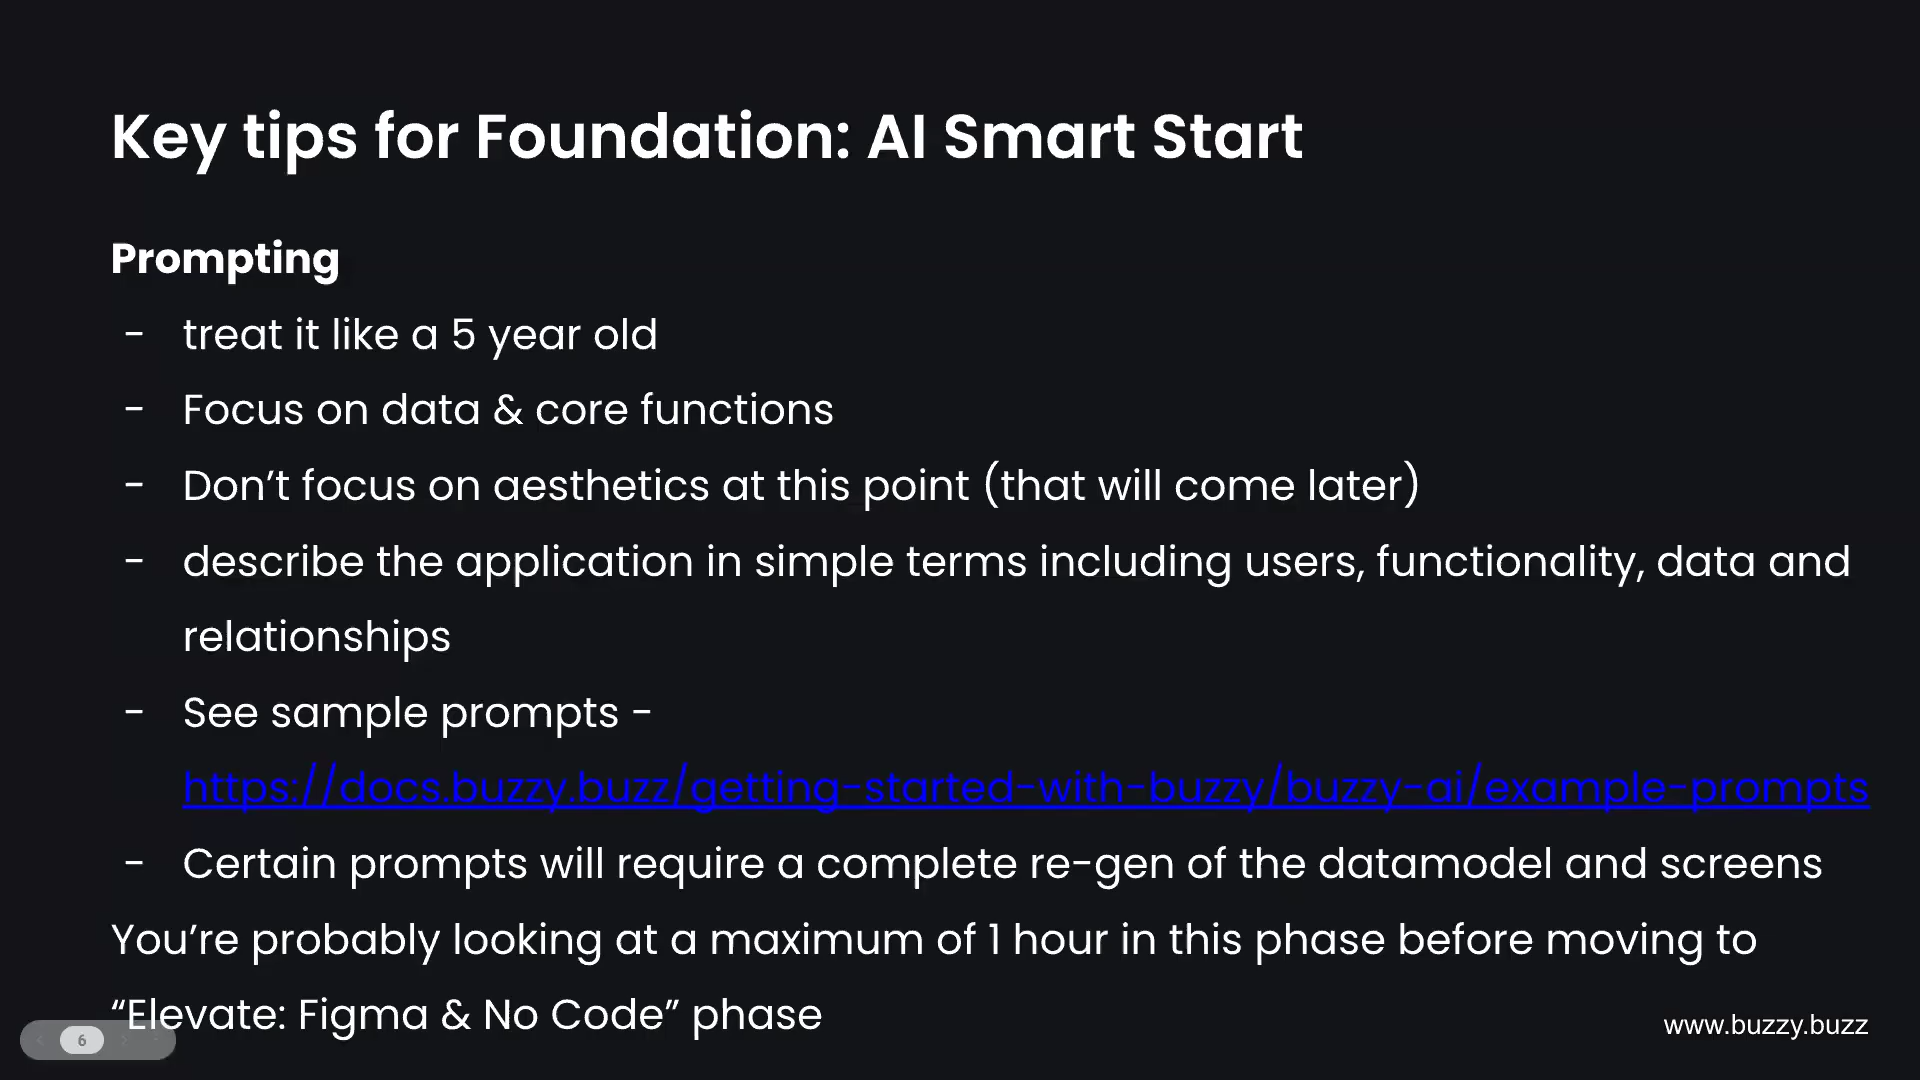 Key tips for Foundation: AI Smart Start
Prompting
- treat it like a 5 year old
- Focus on data & core functions
- Don’t focus on aesthetics at this point (that will come later)
- describe the application in simple terms including users, functionality, data and
relationships
- See sample prompts -
https://docs.buzzy.buzz/getting-started-with-buzzy/buzzy-ai/example-prompts
- Certain prompts will require a complete re-gen of the datamodel and screens
You’re probably looking at a maximum of 1 hour in this phase before moving to
“Elevate: Figma & No Code” phase
6
www.buzzy.buzz